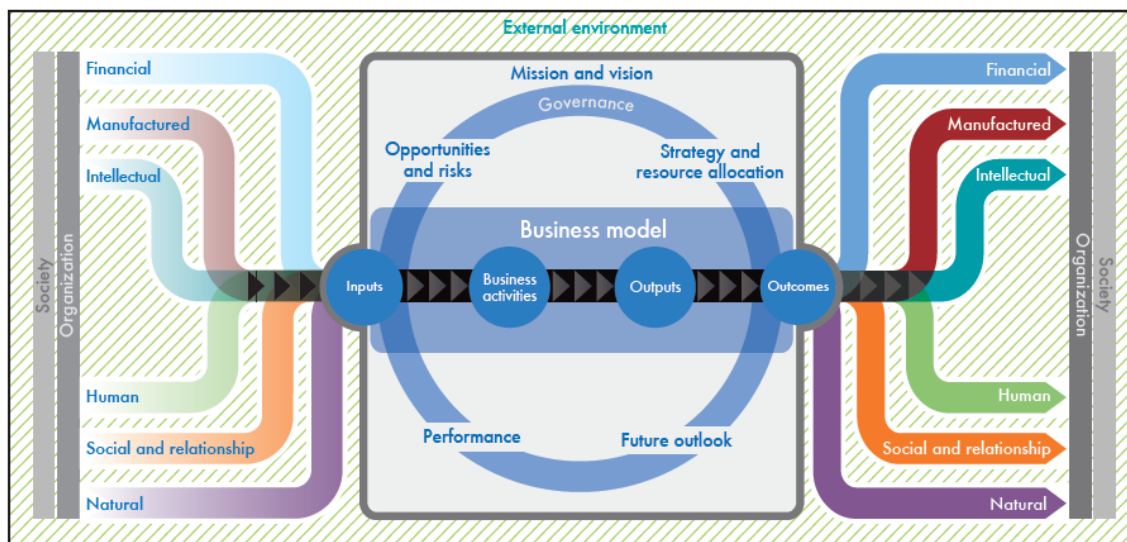 External environment
Society
Organization
Financial
Manufactured
Intellectual
Human
Social and relationship
Natural
Mission and vision
Governance
Opportunities
and risks
Strategy and
resource allocation
Business model
Inputs
Business
activities
Outputs
Outcomes
Performance
Future outlook
Financial
Manufactured
Intellectual
Human
Social and relationship
Natural
Organization
Society